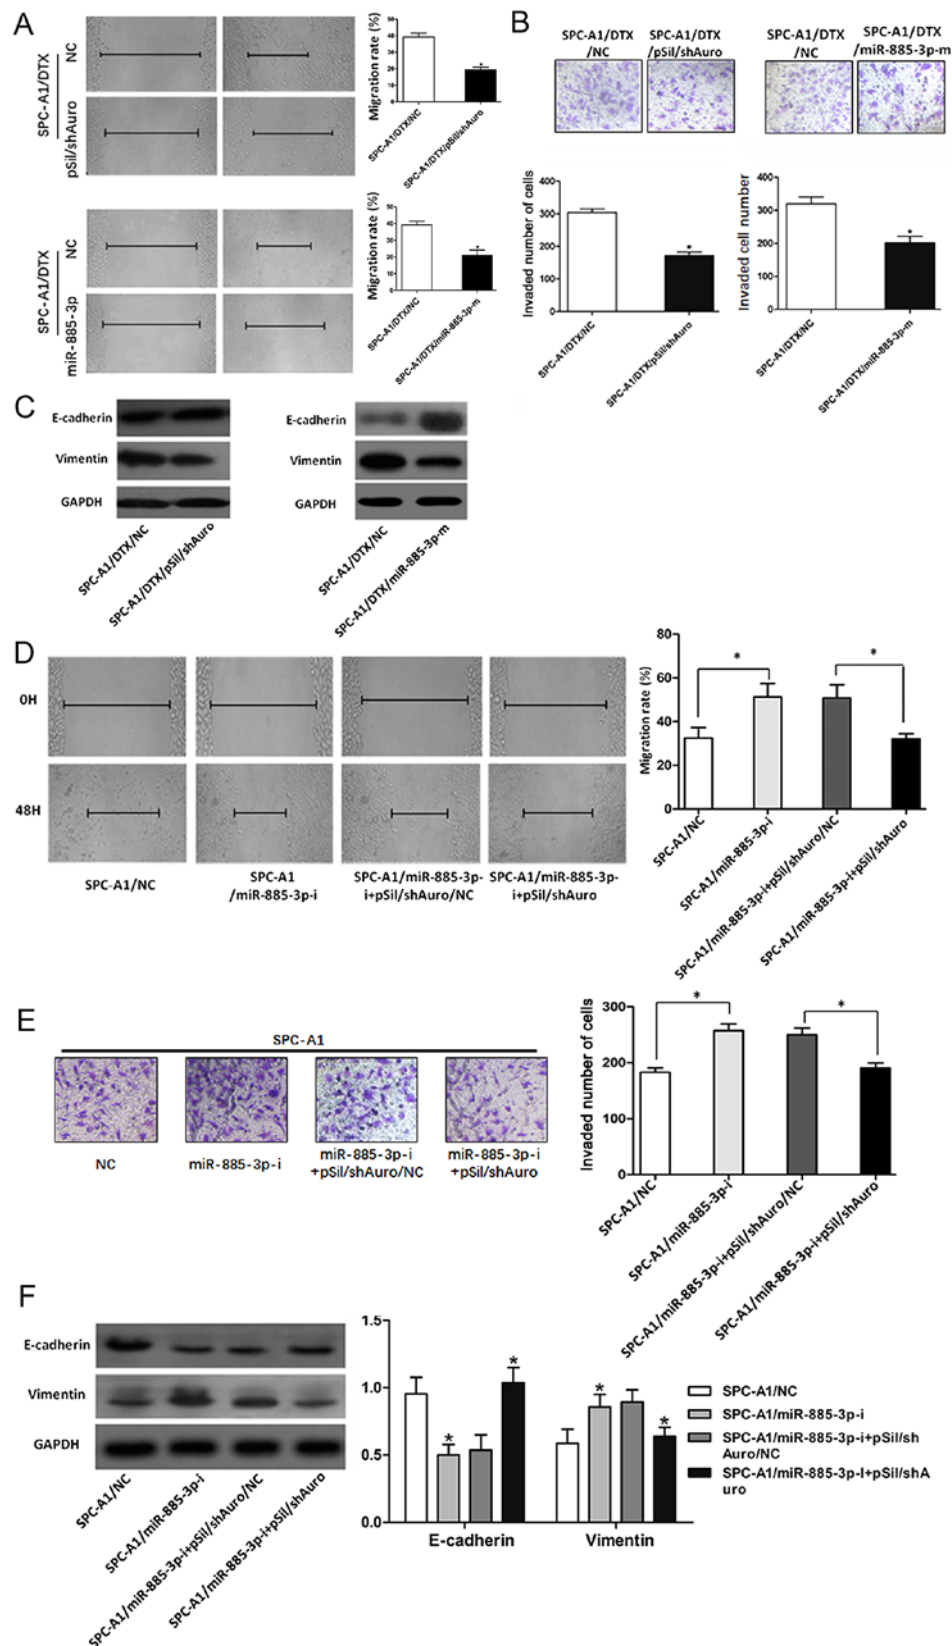 A
SPC-A1/DTX
NC
pSil/shAuro
Migration rate (%)
50
40
30
20
10
0
*
SPC-A1/DTX/NC
SPC-A1/DTX/pSil/shAuro
SPC-A1/DTX
NC
miR-885-3p
Migration rate (%)
50
40
30
20
10
0
*
SPC-A1/DTX/NC
SPC-A1/DTX/miR-885-3p-m
B
SPC-A1/DTX
/NC
SPC-A1/DTX
/pSil/shAuro
SPC-A1/DTX
/NC
SPC-A1/DTX
/miR-885-3p-m
Invaded number of cells
400
300
200
100
0
*
SPC-A1/DTX/NC
SPC-A1/DTX/pSil/shAuro
Invaded cell number
400
300
200
100
0
*
SPC-A1/DTX/NC
SPC-A1/DTX/miR-885-3p-m
C
E-cadherin
Vimentin
GAPDH
SPC-A1/DTX/NC
SPC-A1/DTX/pSil/shAuro
E-cadherin
Vimentin
GAPDH
SPC-A1/DTX/NC
SPC-A1/DTX/miR-885-3p-m
D
0H
48H
SPC-A1/NC
SPC-A1
/miR-885-3p-i
SPC-A1/miR-885-3p-
i+pSil/shAuro/NC
SPC-A1/miR-885-3p-
i+pSil/shAuro
Migration rate (%)
80
60
40
20
0
*
*
SPC-A1/NC
SPC-A1/miR-885-3p-i
SPC-A1/miR-885-3p-i+pSil/shAuro/NC
SPC-A1/miR-885-3p-i+pSil/shAuro
E
SPC-A1
NC
miR-885-3p-i
miR-885-3p-i
+pSil/shAuro/NC
miR-885-3p-i
+pSil/shAuro
Invaded number of cells
300
200
100
0
*
*
SPC-A1/NC
SPC-A1/miR-885-3p-i
SPC-A1/miR-885-3p-i+pSil/shAuro/NC
SPC-A1/miR-885-3p-i+pSil/shAuro
F
E-cadherin
Vimentin
GAPDH
SPC-A1/NC
SPC-A1/miR-885-3p-i
SPC-A1/miR-885-3p-i+pSil/shAuro/NC
SPC-A1/miR-885-3p-i+pSil/shAuro
1.5
1.0
0.5
0.0
*
*
*
*
E-cadherin
Vimentin
SPC-A1/NC
SPC-A1/miR-885-3p-i
SPC-A1/miR-885-3p-i+pSil/sh
Auro/NC
SPC-A1/miR-885-3p-I+pSil/shA
uro